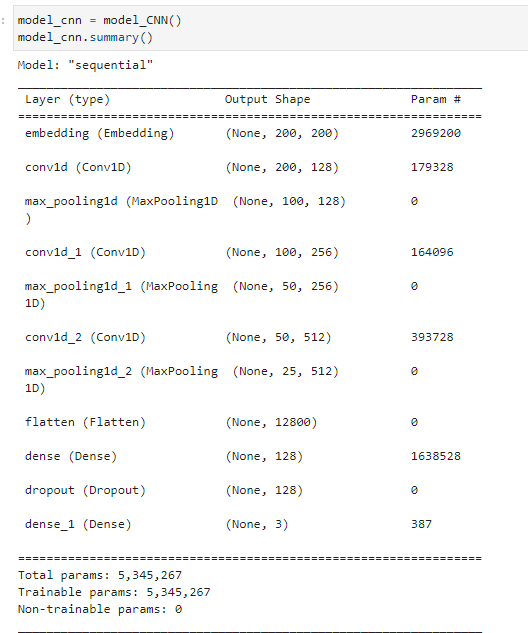 :
model_cnn = model_CNN()
model_cnn.summary()
Model: "sequential"
_________________________________________________________________
Layer (type) Output Shape Param #
=================================================================
embedding (Embedding) (None, 200, 200) 2969200
conv1d (Conv1D) (None, 200, 128) 179328
max_pooling1d (MaxPooling1D (None, 100, 128) 0
)
conv1d_1 (Conv1D) (None, 100, 256) 164096
max_pooling1d_1 (MaxPooling (None, 50, 256) 0
1D)
conv1d_2 (Conv1D) (None, 50, 512) 393728
max_pooling1d_2 (MaxPooling (None, 25, 512) 0
1D)
flatten (Flatten) (None, 12800) 0
dense (Dense) (None, 128) 1638528
dropout (Dropout) (None, 128) 0
dense_1 (Dense) (None, 3) 387
=================================================================
Total params: 5,345,267
Trainable params: 5,345,267
Non-trainable params: 0
_________________________________________________________________